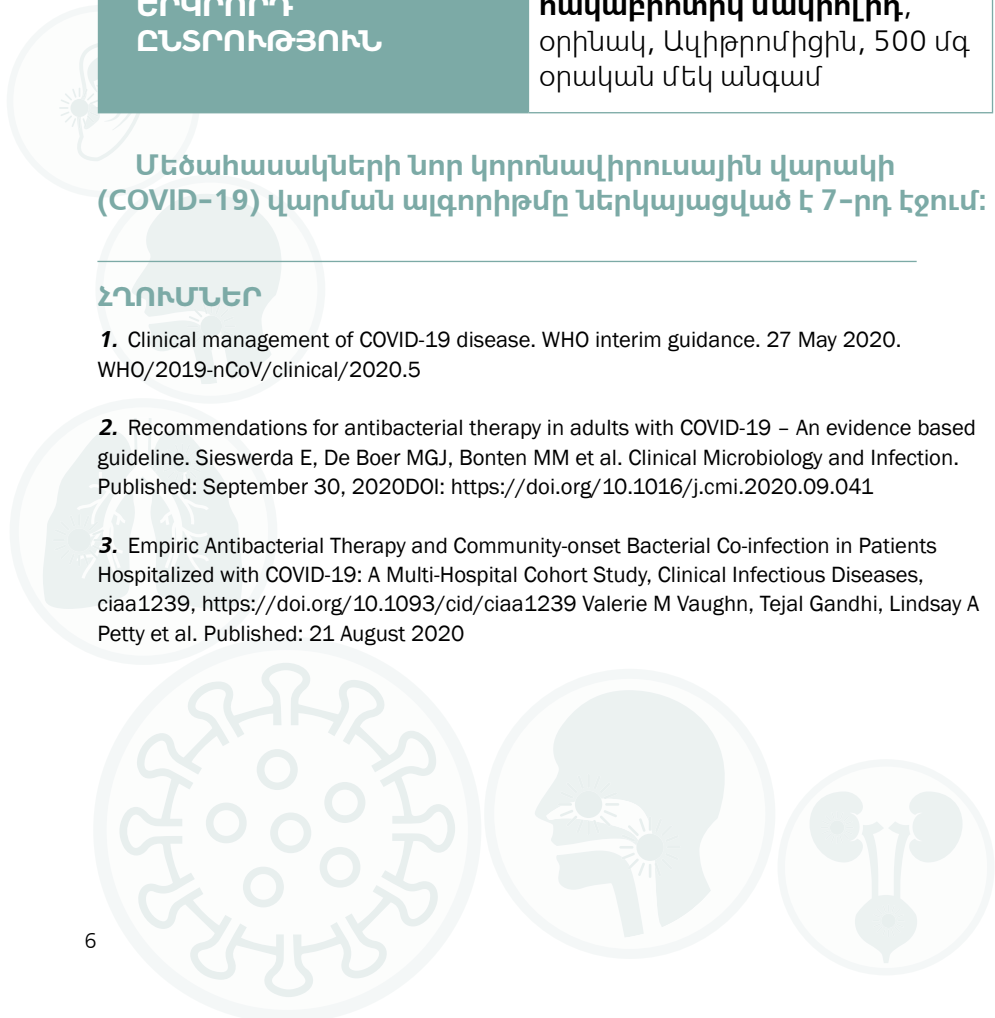 ԵՐԿՐՈՐԴ
ԸՆՏՐՈՒԹՅՈՒՆ
հակաբիոտիկ մակրոլիդ,
օրինակ, Ազիթրոմիցին, 500 մգ
օրական մեկ անգամ
Մեծահասակների նոր կորոնավիրուսային վարակի
(COVID-19) վարման ալգորիթմը ներկայացված է 7-րդ էջում:
ՀՂՈՒՄՆԵՐ
1. Clinical management of COVID-19 disease. WHO interim guidance. 27 May 2020.
WHO/2019-nCoV/clinical/2020.5
2. Recommendations for antibacterial therapy in adults with COVID-19 – An evidence based
guideline. Sieswerda E, De Boer MGJ, Bonten MM et al. Clinical Microbiology and Infection.
Published: September 30, 2020DOI: https://doi.org/10.1016/j.cmi.2020.09.041
3. Empiric Antibacterial Therapy and Community-onset Bacterial Co-infection in Patients
Hospitalized with COVID-19: A Multi-Hospital Cohort Study, Clinical Infectious Diseases,
ciaa1239, https://doi.org/10.1093/cid/ciaa1239 Valerie M Vaughn, Tejal Gandhi, Lindsay A
Petty et al. Published: 21 August 2020
6